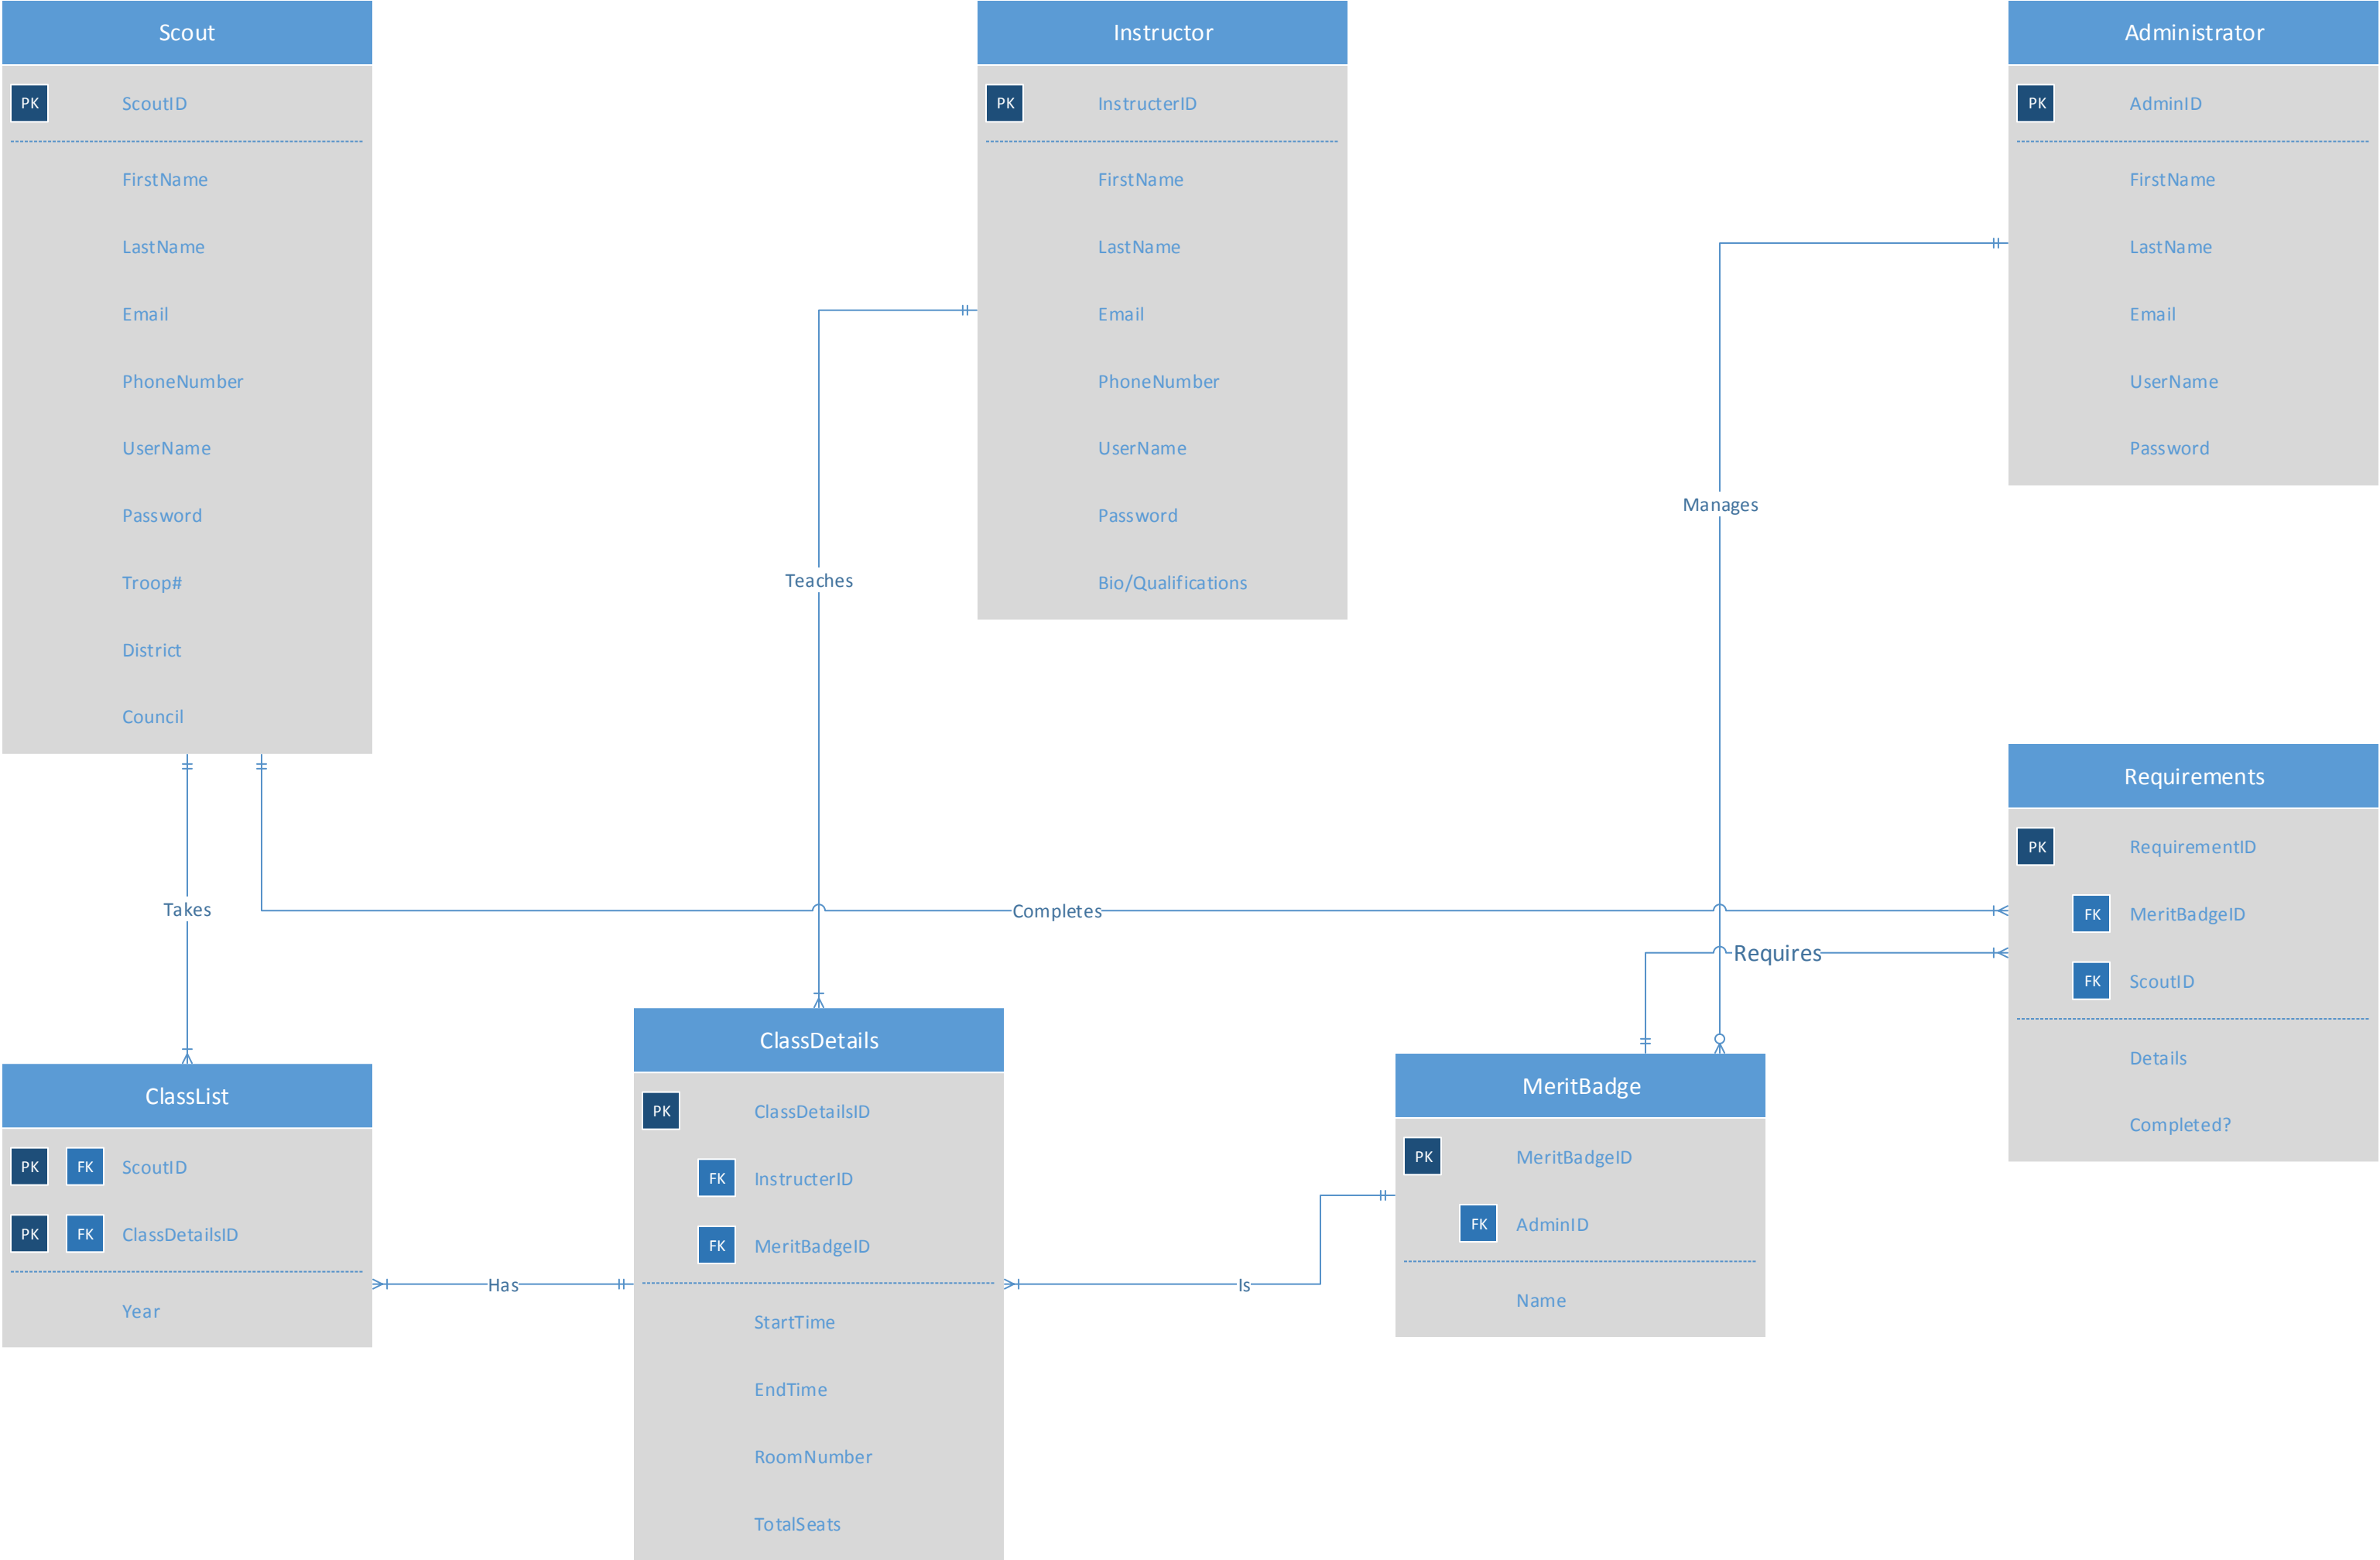 Scout
PK ScoutID
FirstName
LastName
Email
PhoneNumber
UserName
Password
Troop#
District
Council
Instructor
PK InstructerID
FirstName
LastName
Email
PhoneNumber
UserName
Password
Bio/Qualifications
Administrator
PK AdminID
FirstName
LastName
Email
UserName
Password
Manages
Teaches
Takes
Completes
Requires
Requirements
PK RequirementID
FK MeritBadgeID
FK ScoutID
Details
Completed?
ClassList
PK FK ScoutID
PK FK ClassDetailsID
Year
Has
ClassDetails
PK ClassDetailsID
FK InstructerID
FK MeritBadgeID
StartTime
EndTime
RoomNumber
TotalSeats
Is
MeritBadge
PK MeritBadgeID
FK AdminID
Name